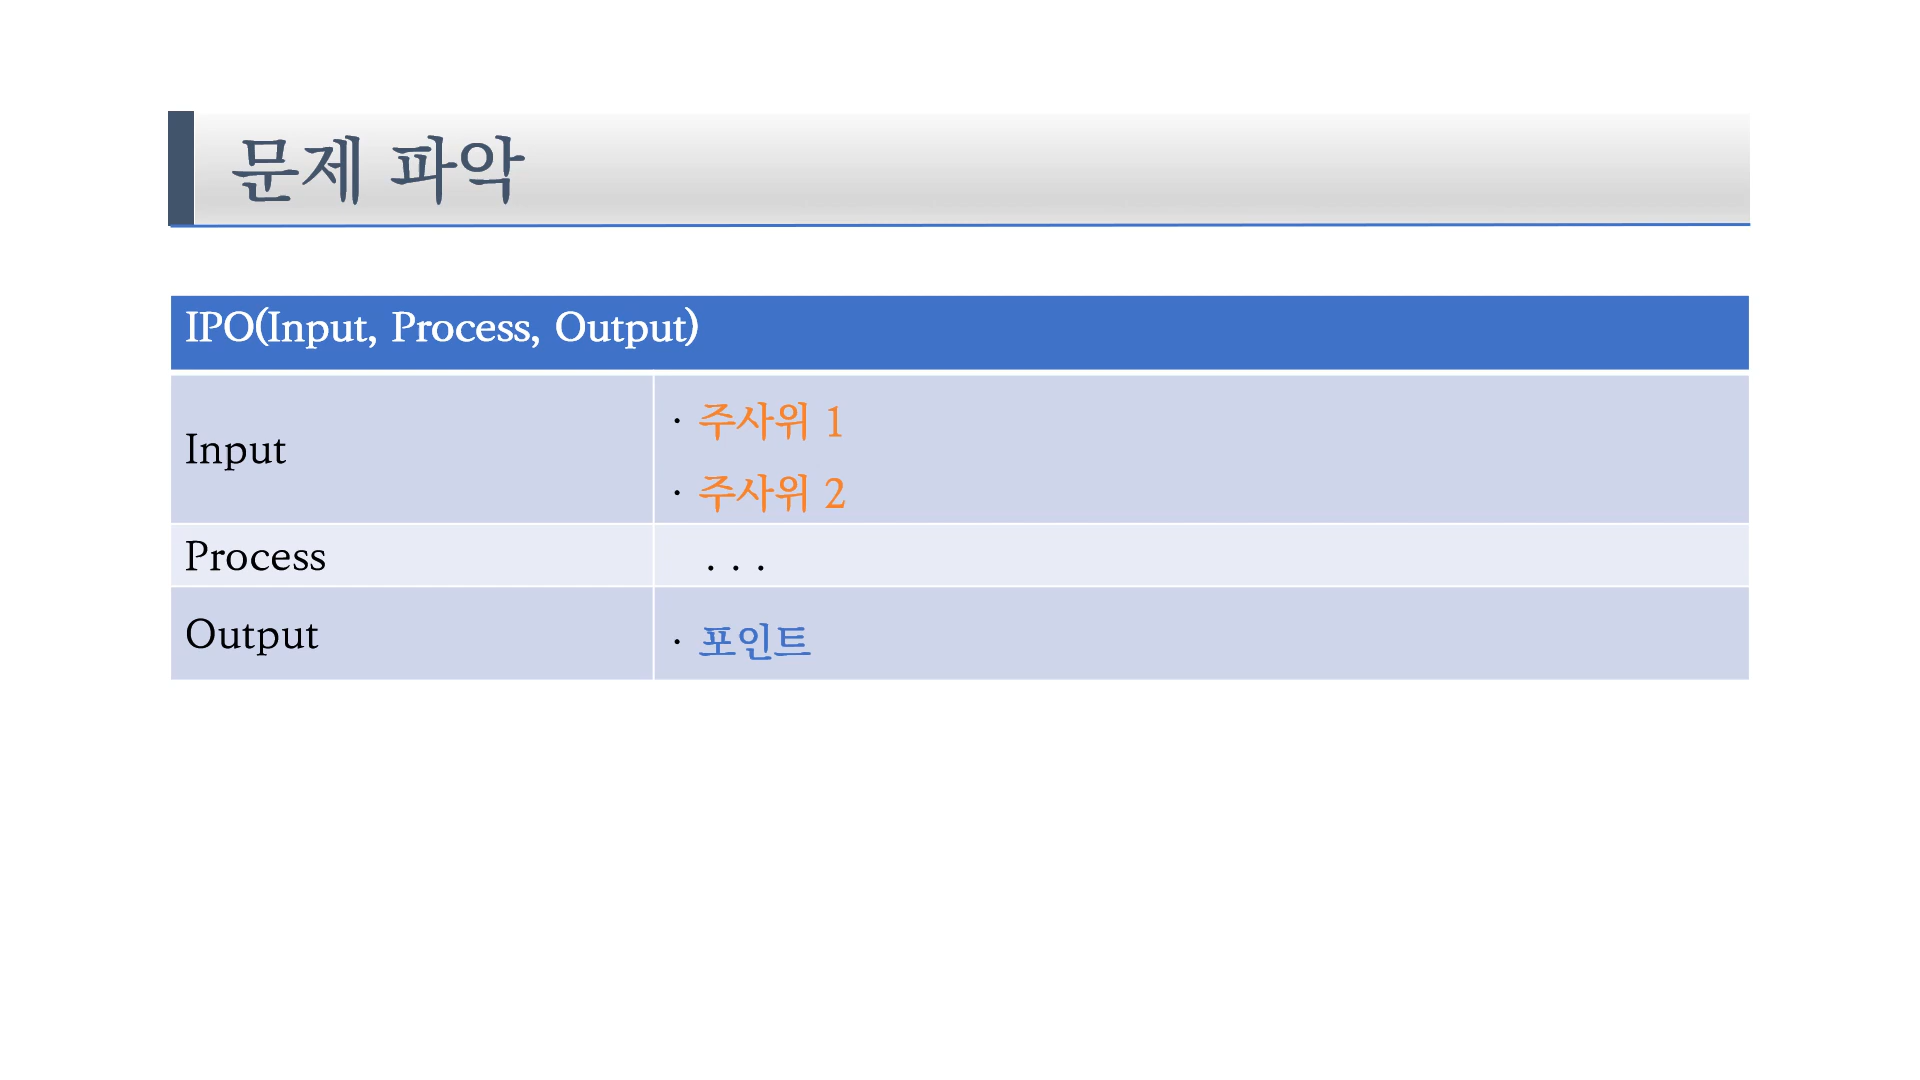 문제 파악
IPO(Input, Process, Output)
Input
· 주사위 1
· 주사위 2
Process
. . .
Output
· 포인트